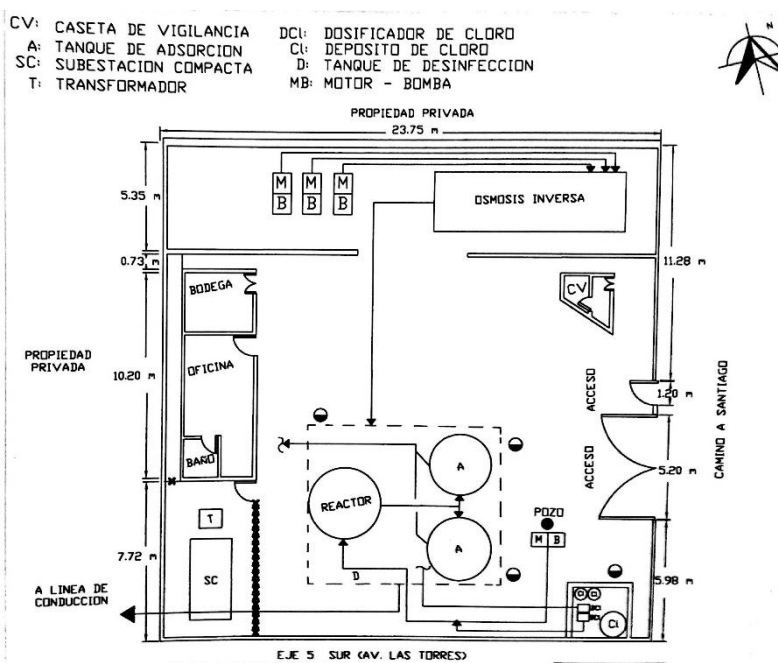 CV: CASETA DE VIGILANCIA
A: TANQUE DE ADSORCION
SC: SUBESTACION COMPACTA
T: TRANSFORMADOR
DCl: DOSIFICADOR DE CLORO
Cl: DEPOSITO DE CLORO
D: TANQUE DE DESINFECCION
MB: MOTOR - BOMBA
N
PROPIEDAD PRIVADA
23.75 m
5.35 m
M
B
M
B
M
B
OSMOSIS INVERSA
0.73 m
11.28 m
BODEGA
CV
PROPIEDAD
PRIVADA
10.20 m
OFICINA
BAÑO
ACCESO
1.20 m
CAMINO A SANTIAGO
ACCESO
5.20 m
A
REACTOR
A
POZO
M B
T
7.72 m
SC
D
5.98 m
Cl
A LINEA DE
CONDUCCION
EJE 5 SUR (AV. LAS TORRES)